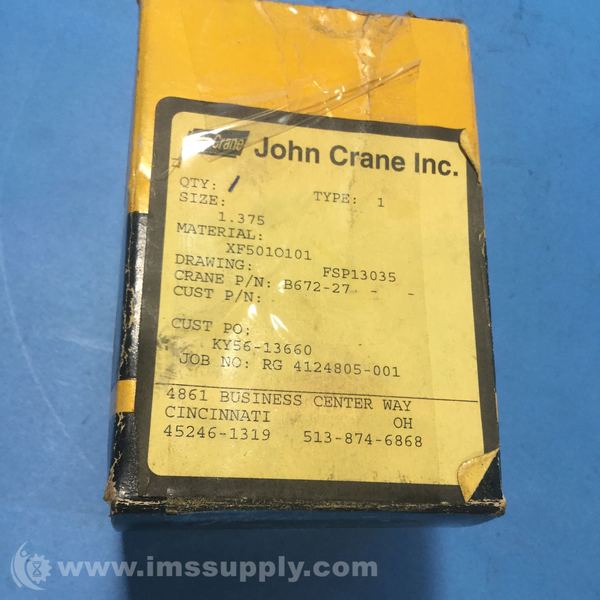 Crane John Crane Inc.
QTY: 1 TYPE: 1
SIZE:
1.375
MATERIAL:
XF501O101
DRAWING: FSP13035
CRANE P/N: B672-27 - -
CUST P/N:
CUST PO;
KY56-13660
JOB NO: RG 4124805-001
4861 BUSINESS CENTER WAY
CINCINNATI OH
45246-1319 513-874-6868
© www.imssupply.com